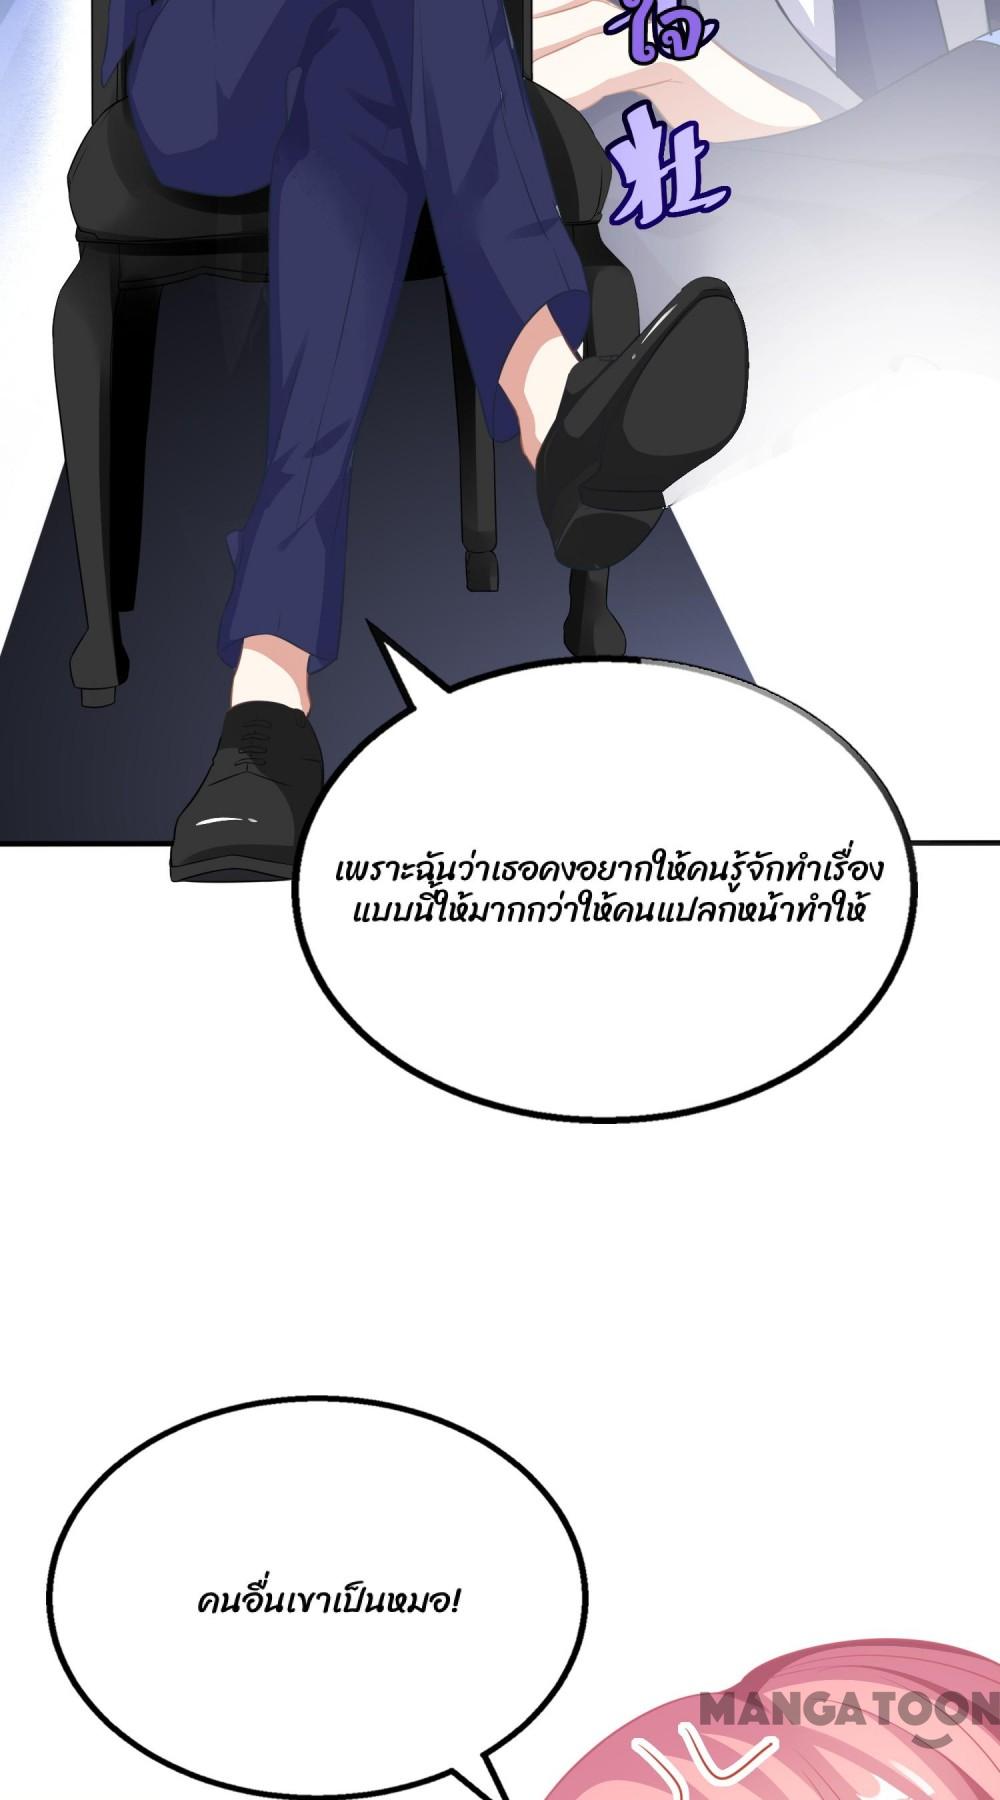 ใจ
เพราะฉันว่าเธอคงอยากให้คนรู้จักทำเรื่อง
แบบนี้ให้มากกว่าให้คนแปลกหน้าทำให้
คนอื่นเขาเป็นหมอ!
MANGATOON